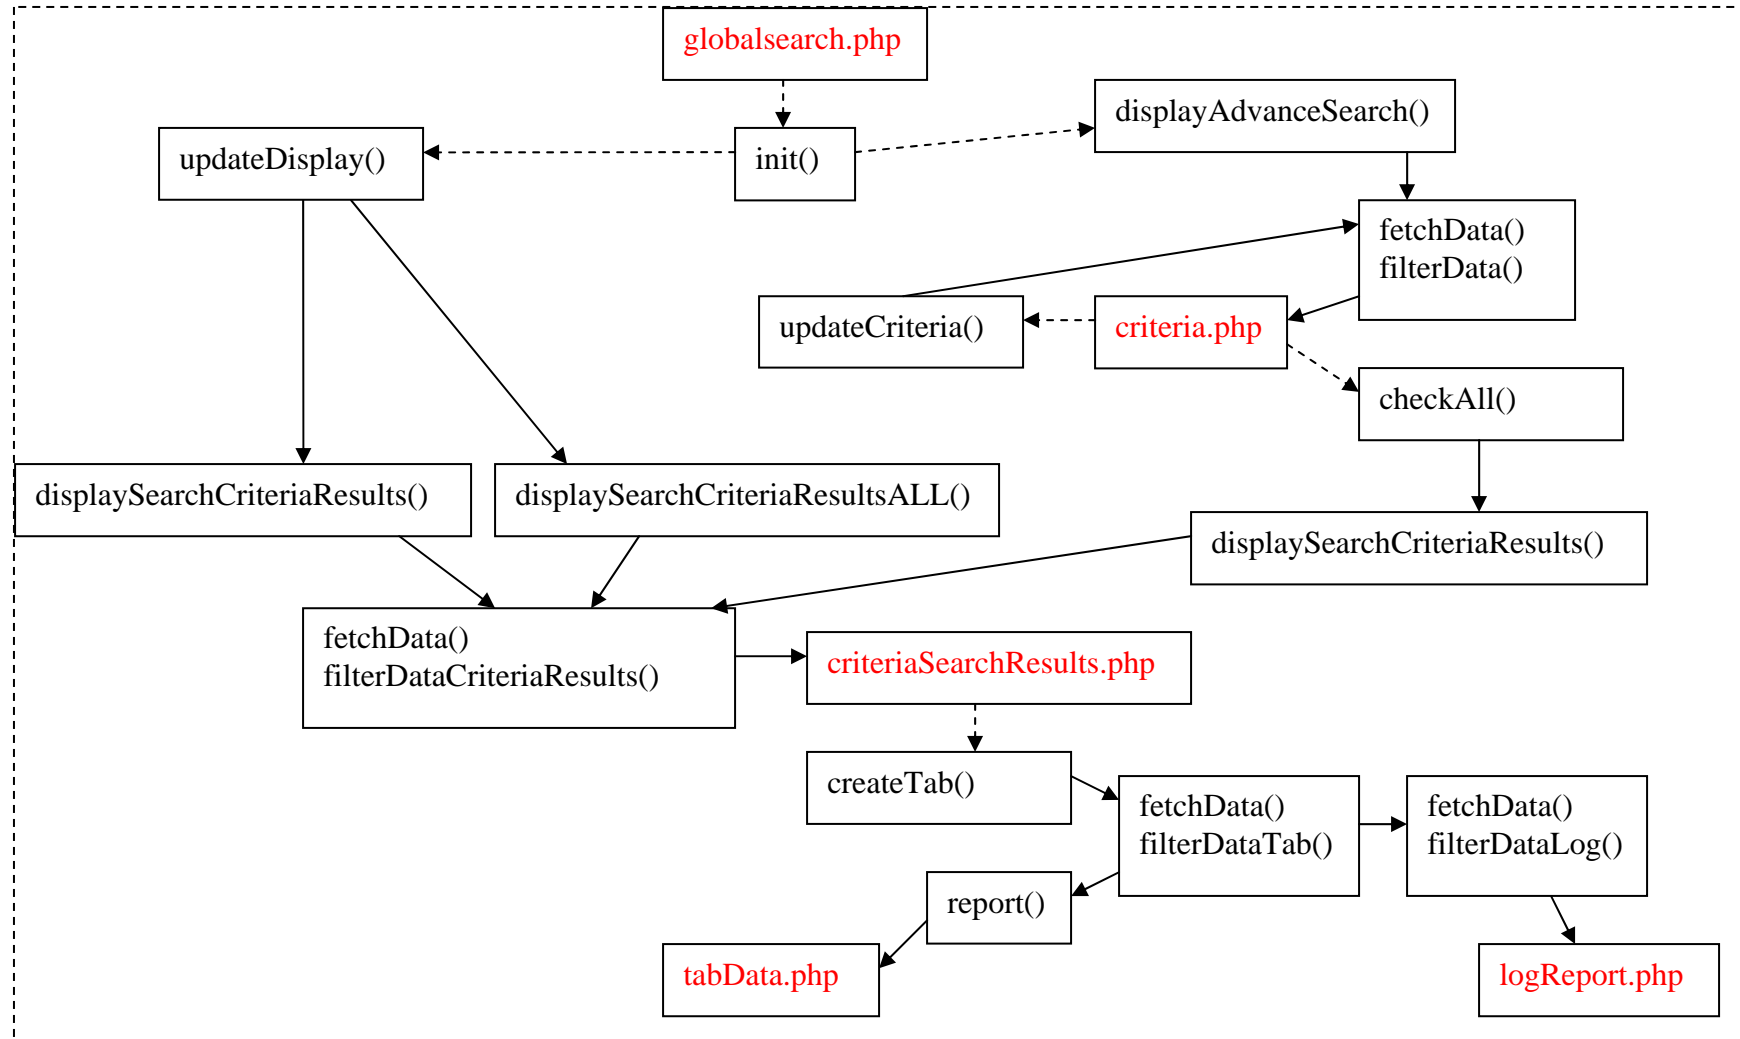 globalsearch.php
displayAdvanceSearch()
updateDisplay()
init()
fetchData()
filterData()
updateCriteria()
criteria.php
checkAll()
displaySearchCriteriaResults()
displaySearchCriteriaResultsALL()
displaySearchCriteriaResults()
fetchData()
filterDataCriteriaResults()
criteriaSearchResults.php
createTab()
fetchData()
filterDataTab()
fetchData()
filterDataLog()
report()
tabData.php
logReport.php